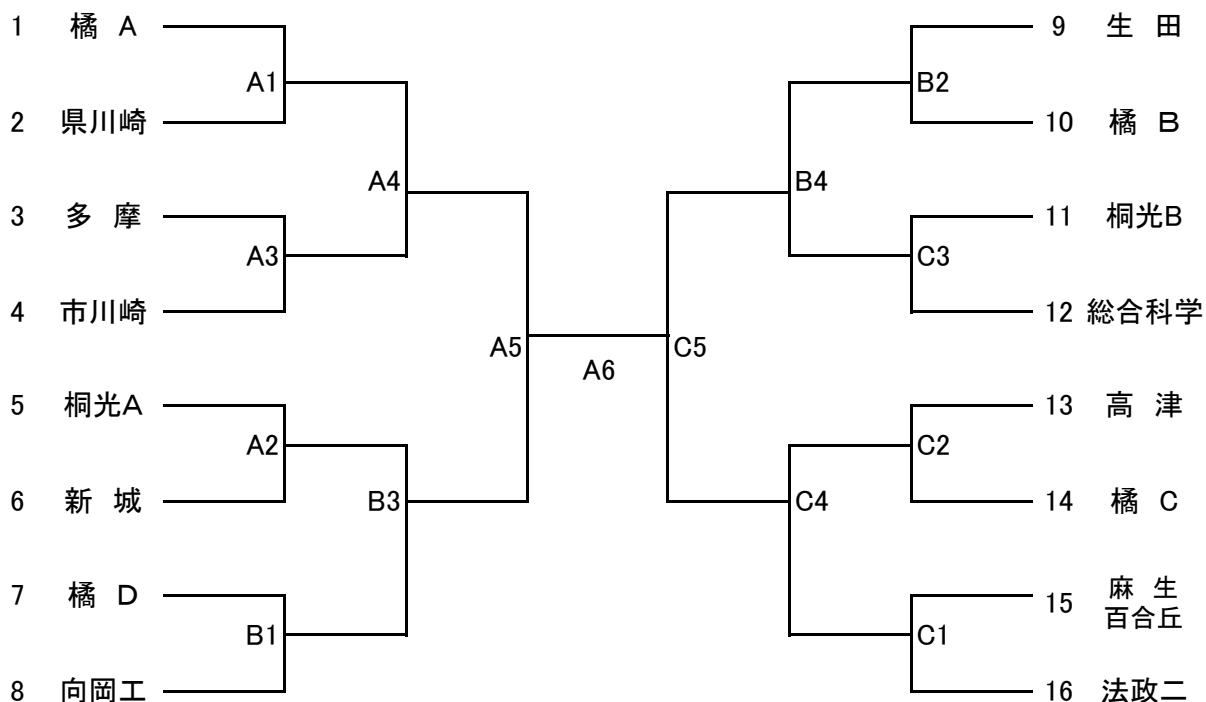 1 橘 A
2 県川崎
3 多 摩
4 市川崎
5 桐光A
6 新 城
7 橘 D
8 向岡工
A1
A3
A2
B1
A4
B3
A5
A6
C5
B4
C4
B2
C3
C2
C1
9 生 田
10 橘 B
11 桐光B
12 総合科学
13 高 津
14 橘 C
15 麻 生
百合丘
16 法政二